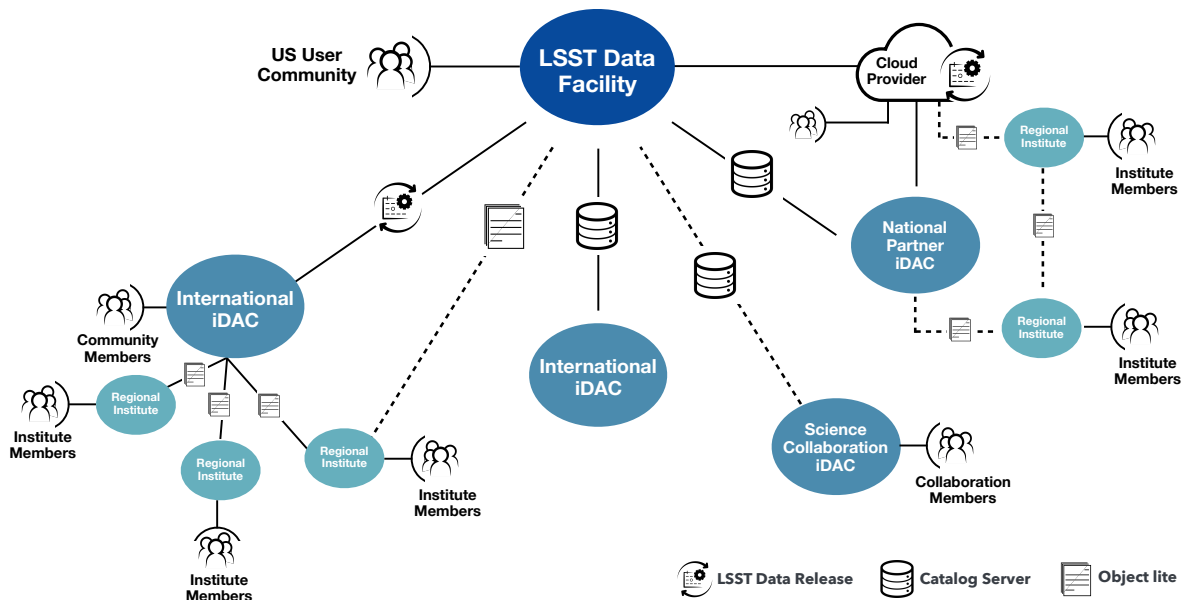 US User
Community
LSST Data
Facility
Cloud
Provider
Regional
Institute
Institute
Members
National
Partner
iDAC
International
iDAC
Community
Members
Regional
Institute
Institute
Members
International
iDAC
Regional
Institute
Institute
Members
Regional
Institute
Institute
Members
Regional
Institute
Institute
Members
Science
Collaboration
iDAC
Collaboration
Members
LSST Data Release
Catalog Server
Object lite